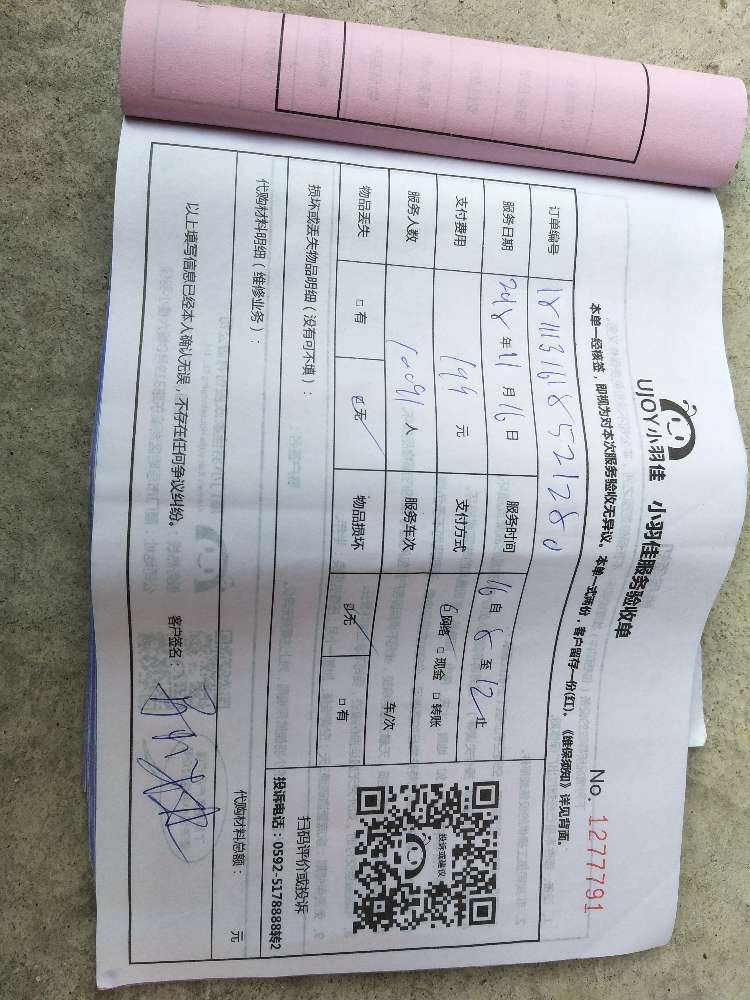 UJOY小羽佳 小羽佳服务验收单
No. 1277791
本单一经核签，即视为对本次服务验收无异议。本单一式两份，客户留存一份(红)。《维保须知》详见背面。
订单编号
服务日期 年 11 月 16 日 服务时间 16 自 8 至 12 止
支付费用 199 元 支付方式 ☑网络 □现金 □转账
服务人数 人 服务车次 车/次
物品丢失 □有 ☑无 物品损坏 ☑无 □有
投诉或建议
扫码评价或投诉
投诉电话：0592-5178888转2
损坏或丢失物品明细（没有可不填）：
代购材料明细（维修业务）：
代购材料总额： 元
以上填写信息已经本人确认无误，不存在任何争议纠纷。 客户签名：